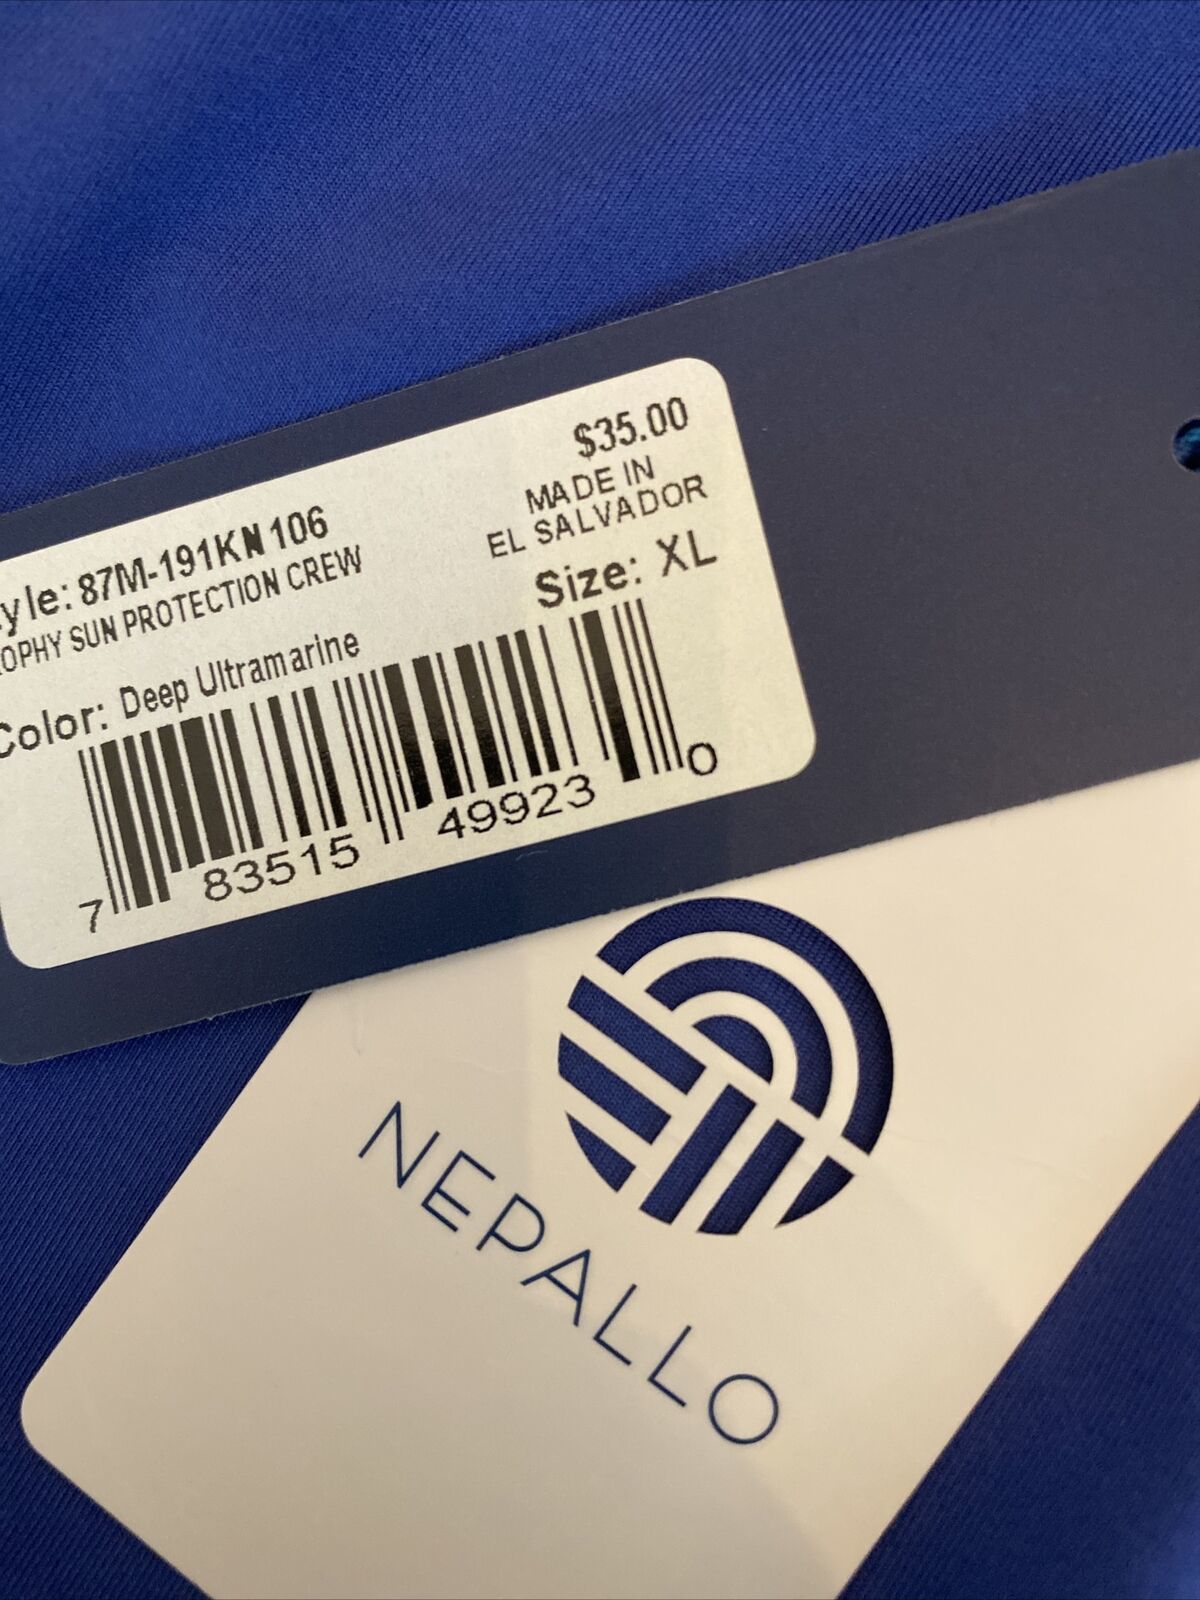 $35.00
MADE IN
EL SALVADOR
yle: 87M-191KN106
OPHY SUN PROTECTION CREW
Size: XL
Color: Deep Ultramarine
7 83515 49923 0
NEPALLO